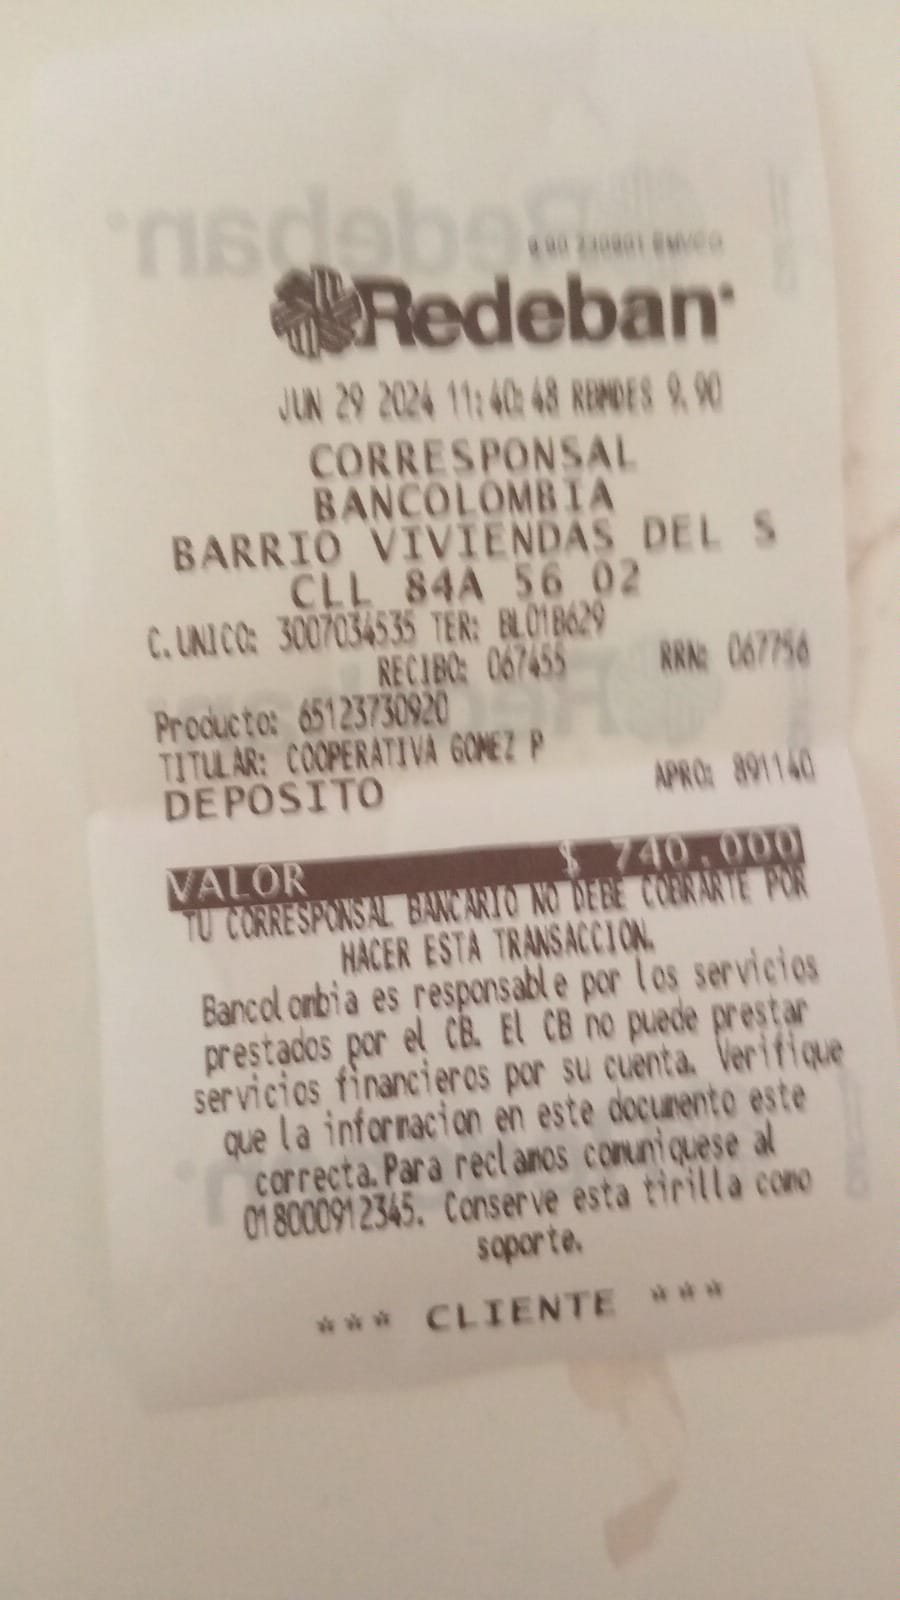 Redeban
JUN 29 2024 11:40:48 RBMDES 9.90
CORRESPONSAL
BANCOLOMBIA
BARRIO VIVIENDAS DEL S
CLL 84A 56 02
C.UNICO: 3007034535 TER: BL01B629
RECIBO: 067455 RRN: 067756
Producto: 65123730920
TITULAR: COOPERATIVA GOMEZ P
DEPOSITO APRO: 891140
VALOR $ 740.000
TU CORRESPONSAL BANCARIO NO DEBE COBRARTE POR
HACER ESTA TRANSACCION.
Bancolombia es responsable por los servicios
prestados por el CB. El CB no puede prestar
servicios financieros por su cuenta. Verifique
que la informacion en este documento este
correcta.Para reclamos comuniquese al
018000912345. Conserve esta tirilla como
soporte.
*** CLIENTE ***